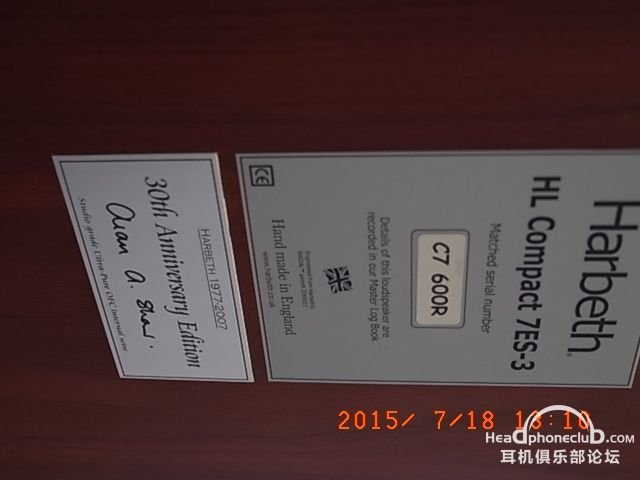 Harbeth®
HL Compact 7ES-3
Matched serial number
C7 600R
Details of this loudspeaker are
recorded in our Master Log Book
Engineered from Harbeth's
Hand made in England
www.harbeth.co.uk
CE
HARBETH 1977-2007
30th Anniversary Edition
Alan A. Shaw
Studio grade Ultra-Pure OFC internal wire
2015/ 7/18 13:10
Headphoneclub.com
耳机俱乐部论坛